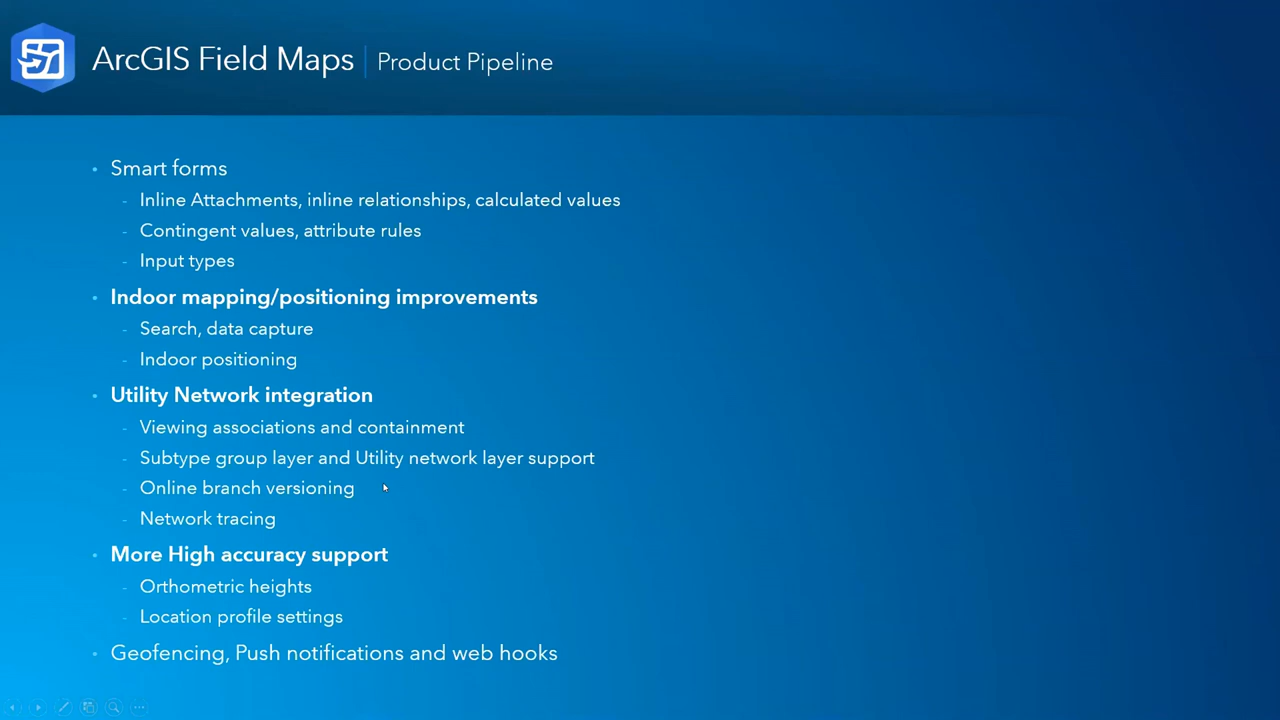 ArcGIS Field Maps | Product Pipeline
• Smart forms
- Inline Attachments, inline relationships, calculated values
- Contingent values, attribute rules
- Input types
• Indoor mapping/positioning improvements
- Search, data capture
- Indoor positioning
• Utility Network integration
- Viewing associations and containment
- Subtype group layer and Utility network layer support
- Online branch versioning
- Network tracing
• More High accuracy support
- Orthometric heights
- Location profile settings
• Geofencing, Push notifications and web hooks